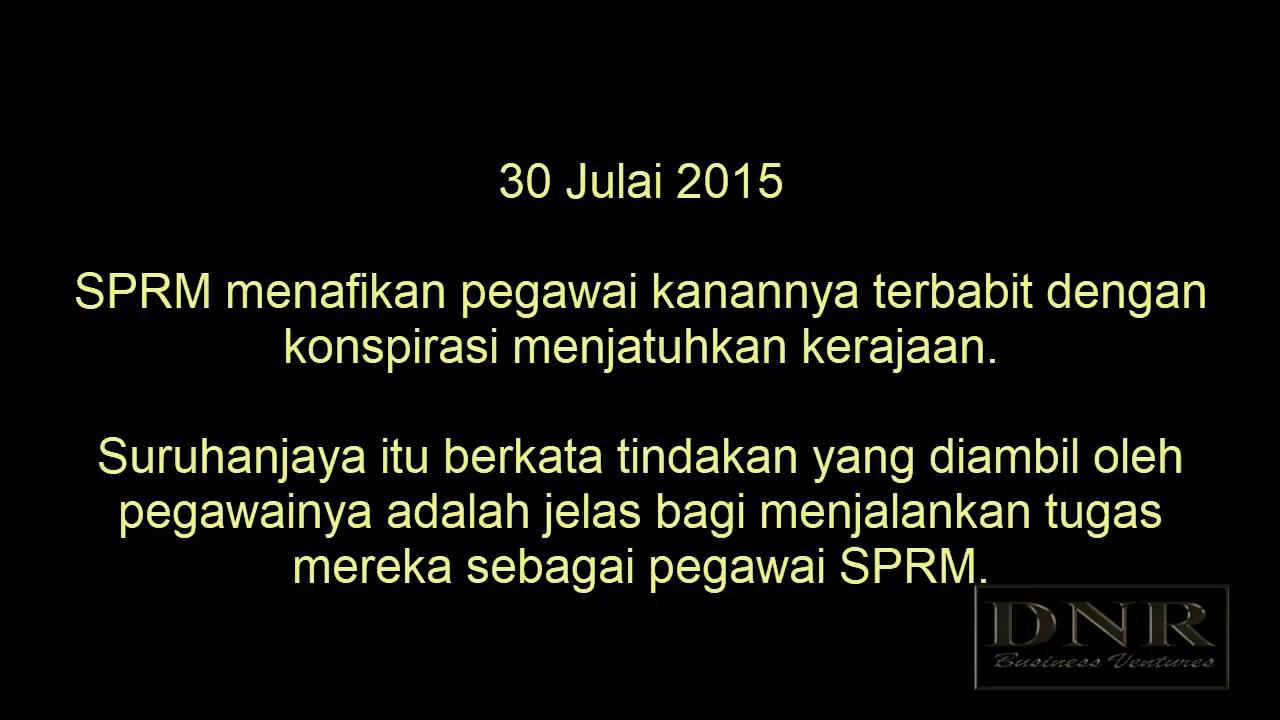 30 Julai 2015
SPRM menafikan pegawai kanannya terbabit dengan
konspirasi menjatuhkan kerajaan.
Suruhanjaya itu berkata tindakan yang diambil oleh
pegawainya adalah jelas bagi menjalankan tugas
mereka sebagai pegawai SPRM.
DNR
Business Ventures